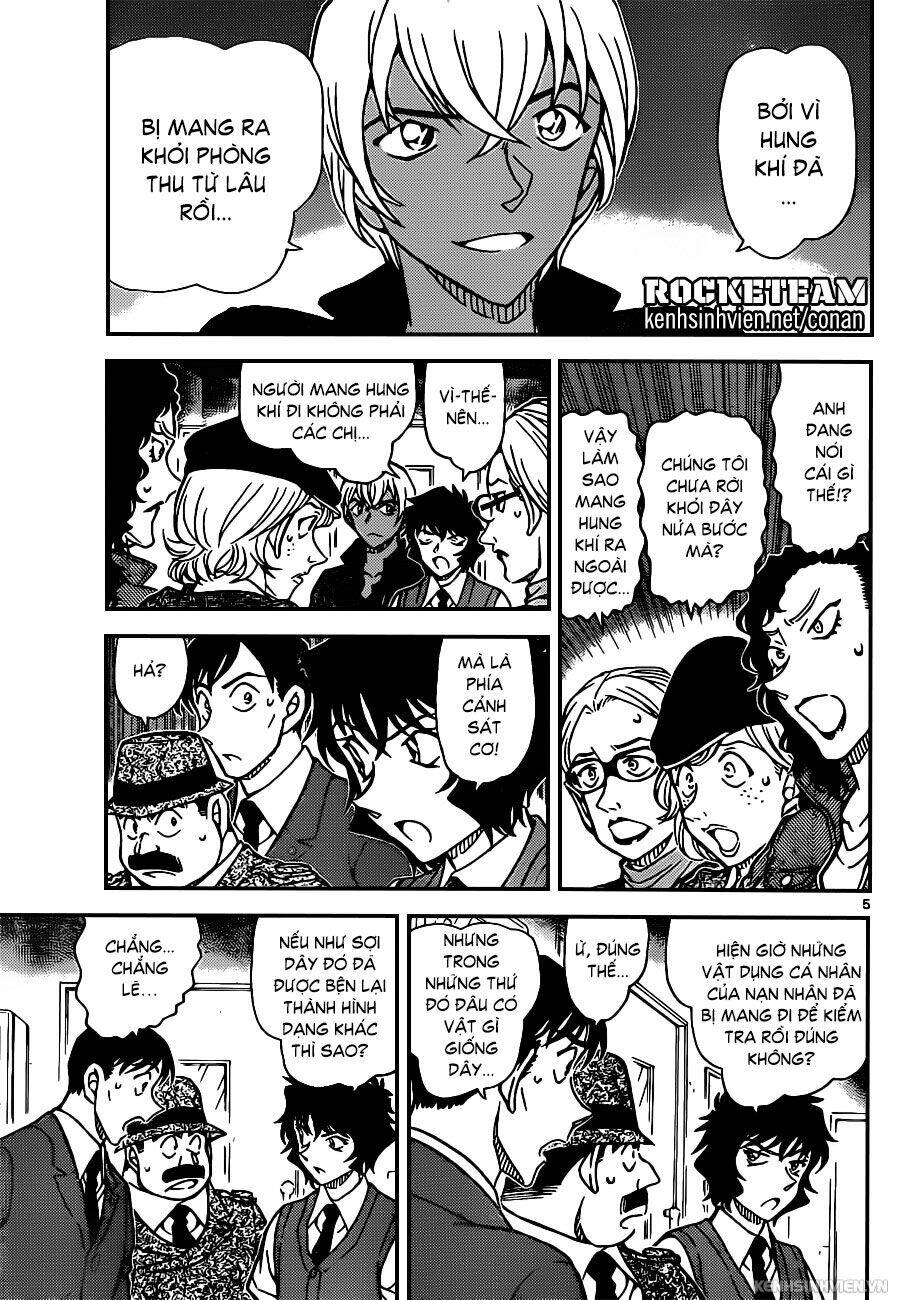 BỞI VÌ
HUNG
KHÍ ĐÃ
...
BỊ MANG RA
KHỎI PHÒNG
THU TỪ LÂU
RỒI...
ROCKETEAM
kenhsinhvien.net/conan
ANH
ĐANG
NÓI
CÁI GÌ
THẾ!?
CHÚNG TÔI
CHƯA RỜI
KHỎI ĐÂY
NỬA BƯỚC
MÀ?
VẬY
LÀM
SAO
MANG
HUNG
KHÍ RA
NGOÀI
ĐƯỢC...
VÌ-THẾ-
NÊN...
NGƯỜI MANG HUNG
KHÍ ĐI KHÔNG PHẢI
CÁC CHỊ...
MÀ LÀ
PHÍA
CẢNH
SÁT
CƠ!
HẢ?
5
HIỆN GIỜ NHỮNG
VẬT DỤNG CÁ NHÂN
CỦA NẠN NHÂN ĐÃ
BỊ MANG ĐI ĐỂ KIỂM
TRA RỒI ĐÚNG
KHÔNG?
Ừ, ĐÚNG
THẾ...
NHƯNG
TRONG
NHỮNG THỨ
ĐÓ ĐÂU CÓ
VẬT GÌ
GIỐNG
DÂY...
NẾU NHƯ SỢI
DÂY ĐÓ ĐÃ
ĐƯỢC BỆN LẠI
THÀNH HÌNH
DẠNG KHÁC
THÌ SAO?
CHẲNG...
CHẲNG
LẼ...
KENHSINHVIEN.VN